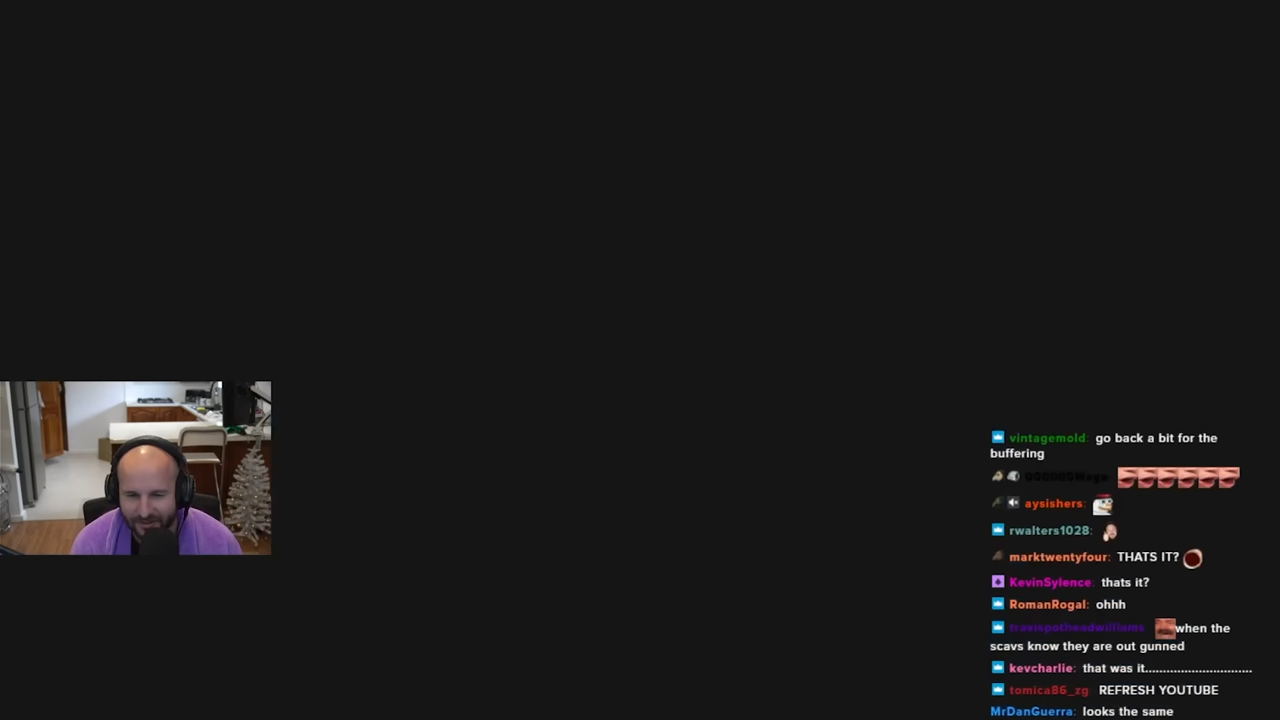 vintagemold: go back a bit for the
buffering
aysishers:
rwalters1028:
marktwentyfour: THATS IT?
KevinSylence: thats it?
RomanRogal: ohhh
travispotheadwilliams: when the
scavs know they are out gunned
kevcharlie: that was it..............................
tomica86_zg: REFRESH YOUTUBE
MrDanGuerra: looks the same